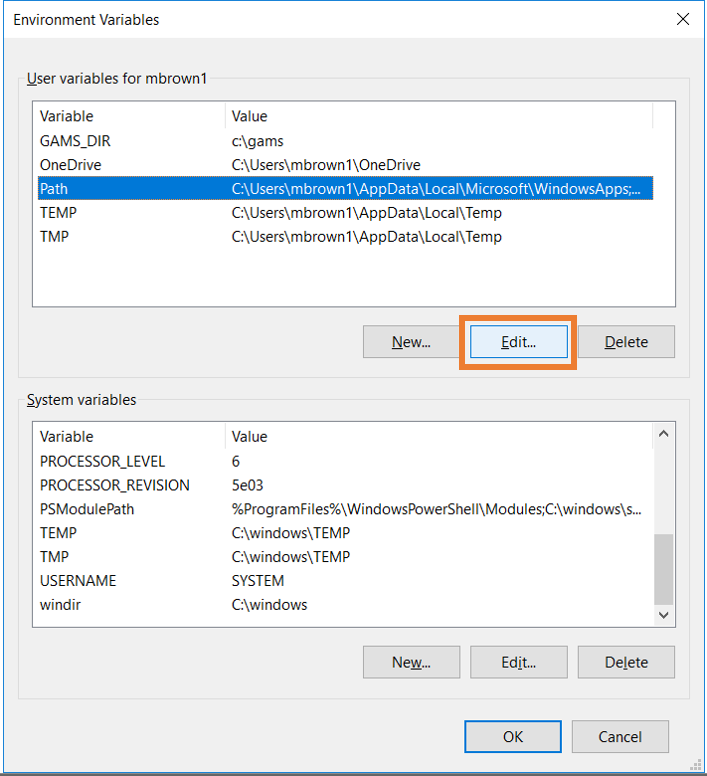 Environment Variables
User variables for mbrown1
Variable Value
GAMS_DIR c:\gams
OneDrive C:\Users\mbrown1\OneDrive
Path C:\Users\mbrown1\AppData\Local\Microsoft\WindowsApps;...
TEMP C:\Users\mbrown1\AppData\Local\Temp
TMP C:\Users\mbrown1\AppData\Local\Temp
New... Edit... Delete
System variables
Variable Value
PROCESSOR_LEVEL 6
PROCESSOR_REVISION 5e03
PSModulePath %ProgramFiles%\WindowsPowerShell\Modules;C:\windows\s...
TEMP C:\windows\TEMP
TMP C:\windows\TEMP
USERNAME SYSTEM
windir C:\windows
New... Edit... Delete
OK Cancel